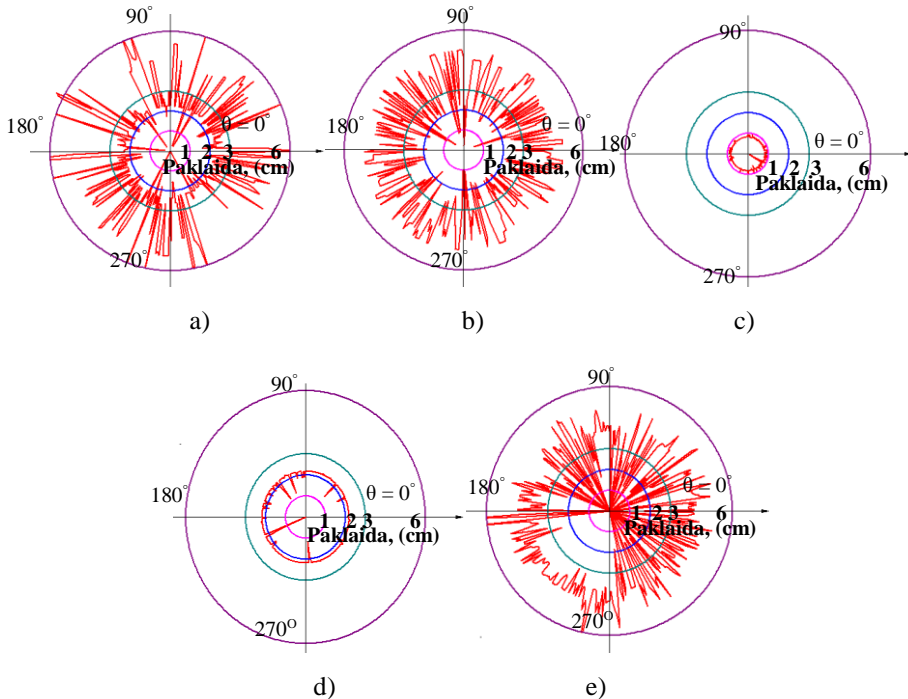 90°
180°
θ = 0°
1 2 3 6
Paklaida, (cm)
270°
a)
90°
180°
θ = 0°
1 2 3 6
Paklaida, (cm)
270°
b)
90°
180°
θ = 0°
1 2 3 6
Paklaida, (cm)
270°
c)
90°
180°
θ = 0°
1 2 3 6
Paklaida, (cm)
270O
d)
90°
180°
θ = 0°
1 2 3 6
Paklaida, (cm)
270°
e)